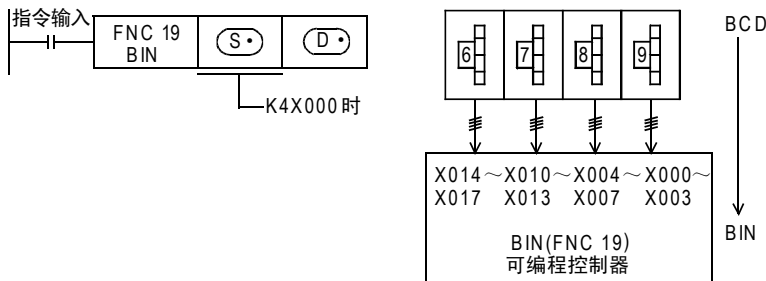 指令输入
FNC 19
BIN
S·
D·
K4X000时
6 7 8 9
BCD
X014～X010～X004～X000～
X017 X013 X007 X003
BIN(FNC 19)
可编程控制器
BIN